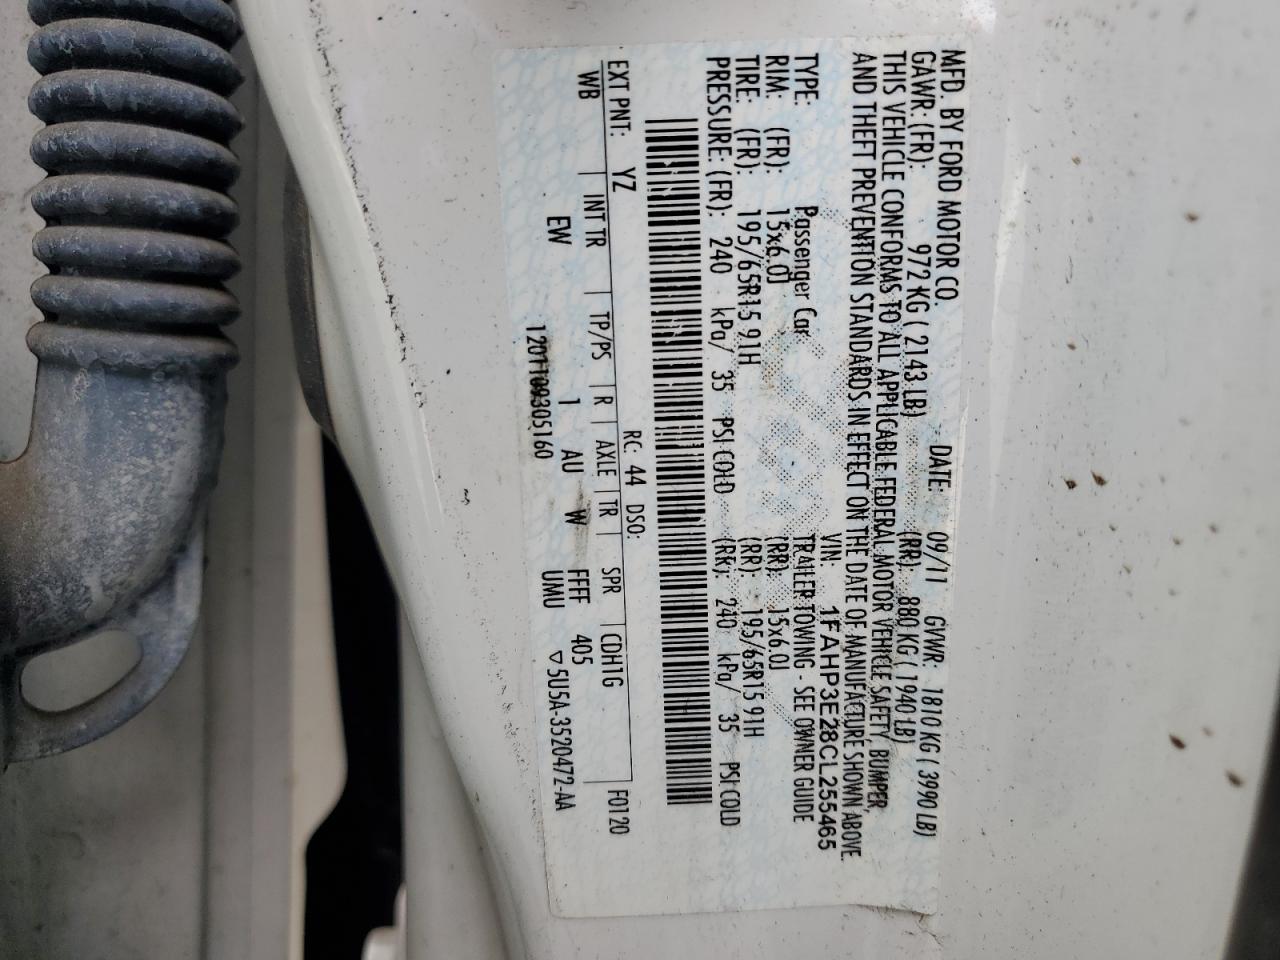 MFD. BY FORD MOTOR CO.
DATE: 09/11 GVWR: 1810 KG ( 3990 LB)
GAWR: (FR): 972 KG ( 2143 LB) (RR): 880 KG ( 1940 LB)
THIS VEHICLE CONFORMS TO ALL APPLICABLE FEDERAL MOTOR VEHICLE SAFETY, BUMPER,
AND THEFT PREVENTION STANDARDS IN EFFECT ON THE DATE OF MANUFACTURE SHOWN ABOVE.
VIN: 1FAHP3E28CL255465
TYPE: Passenger Car TRAILER TOWING - SEE OWNER GUIDE
RIM: (FR): 15x6.0J (RR): 15x6.0J
TIRE: (FR): 195/65R15 91H (RR): 195/65R15 91H
PRESSURE: (FR): 240 kPa/ 35 PSI COLD (RR): 240 kPa/ 35 PSI COLD
EXT PNT: YZ RC: 44 DSO: F0120
WB INT TR TP/PS R AXLE TR SPR CDH1G
EW 1 AU W FFFF 405
UMU ▽5U5A-3520472-AA